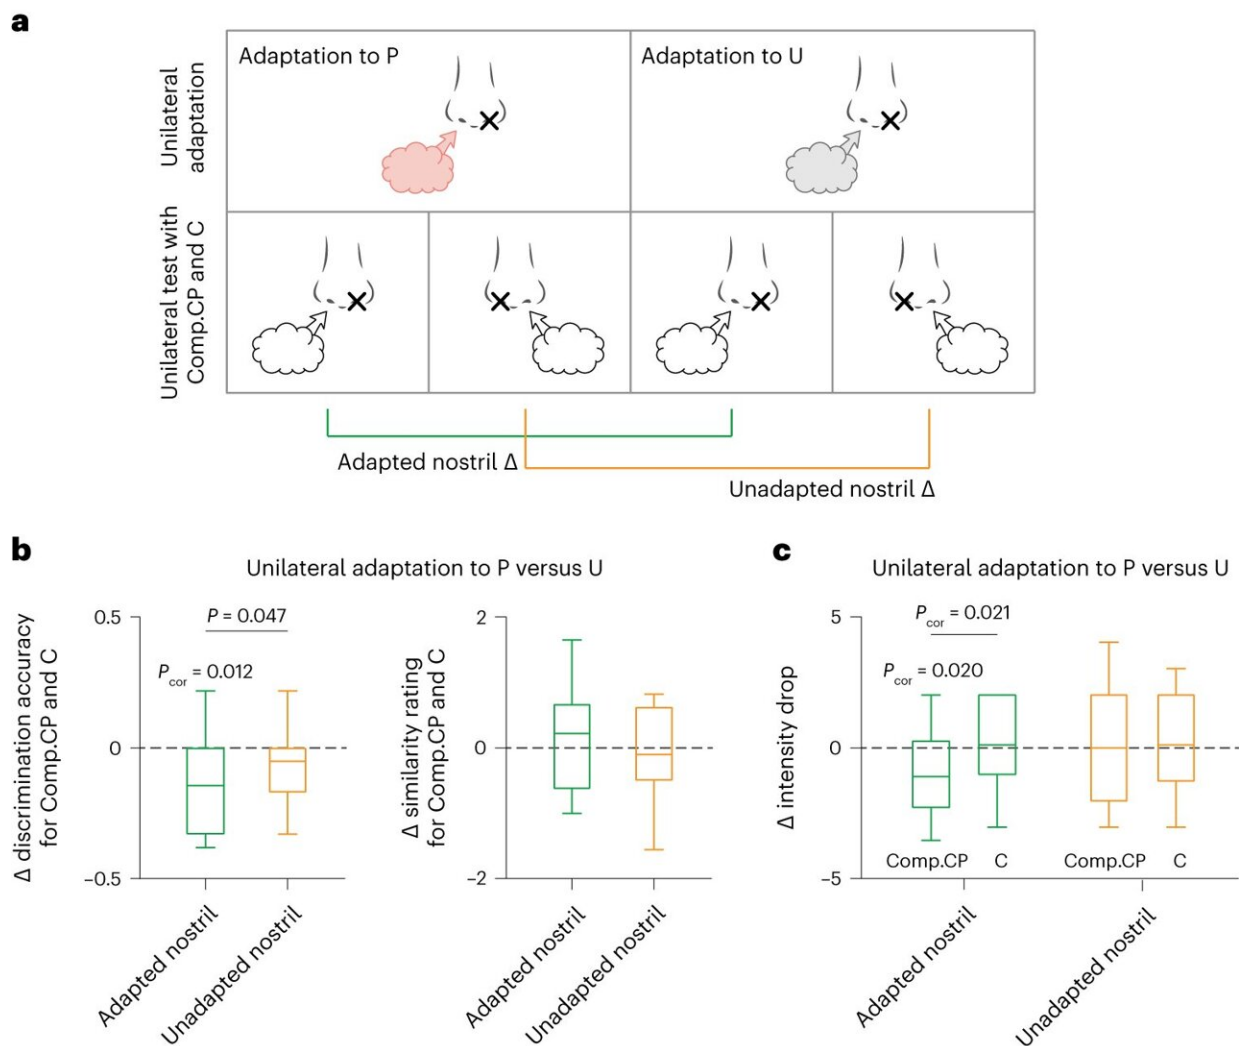 a
Adaptation to P
Adaptation to U
Unilateral
adaptation
Unilateral test with
Comp.CP and C
Adapted nostril Δ
Unadapted nostril Δ
b
Unilateral adaptation to P versus U
Δ discrimination accuracy
for Comp.CP and C
0.5
0
−0.5
P = 0.047
Pcor = 0.012
Adapted nostril
Unadapted nostril
Δ similarity rating
for Comp.CP and C
2
0
−2
Adapted nostril
Unadapted nostril
c
Unilateral adaptation to P versus U
Δ intensity drop
5
0
−5
Pcor = 0.021
Pcor = 0.020
Comp.CP
C
Comp.CP
C
Adapted nostril
Unadapted nostril